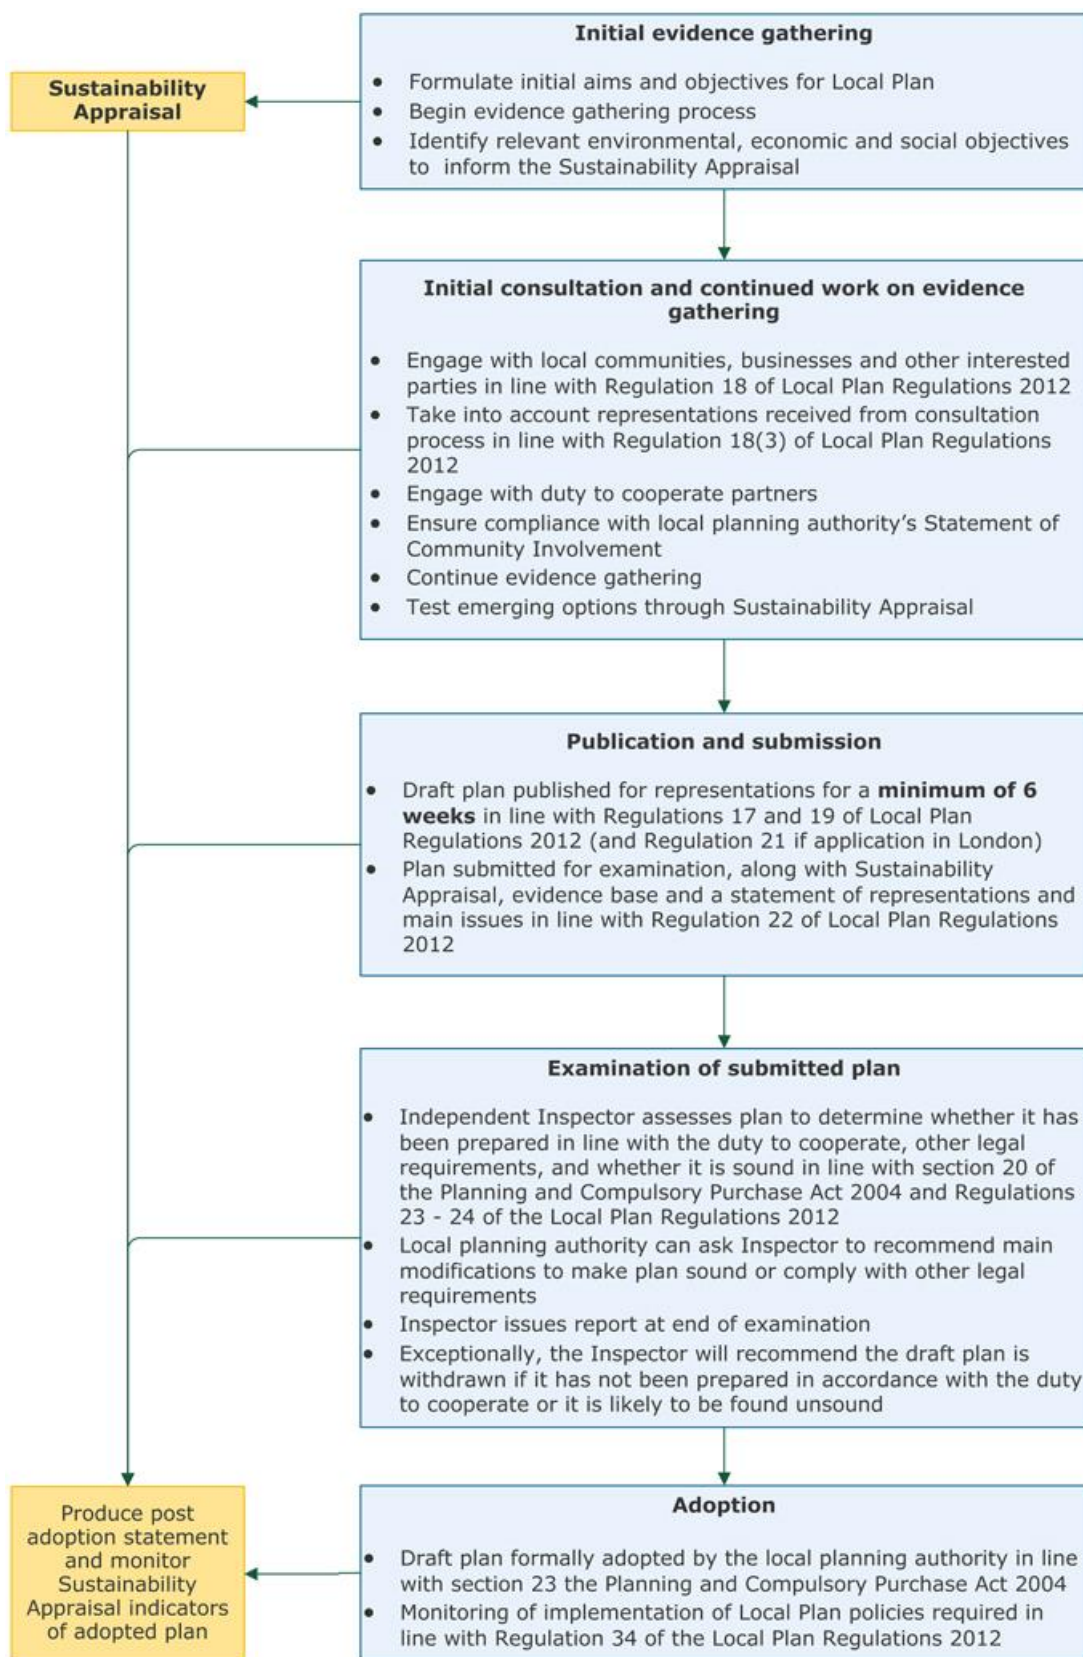 Initial evidence gathering
• Formulate initial aims and objectives for Local Plan
• Begin evidence gathering process
• Identify relevant environmental, economic and social objectives
to inform the Sustainability Appraisal
Sustainability
Appraisal
Initial consultation and continued work on evidence
gathering
• Engage with local communities, businesses and other interested
parties in line with Regulation 18 of Local Plan Regulations 2012
• Take into account representations received from consultation
process in line with Regulation 18(3) of Local Plan Regulations
2012
• Engage with duty to cooperate partners
• Ensure compliance with local planning authority’s Statement of
Community Involvement
• Continue evidence gathering
• Test emerging options through Sustainability Appraisal
Publication and submission
• Draft plan published for representations for a minimum of 6
weeks in line with Regulations 17 and 19 of Local Plan
Regulations 2012 (and Regulation 21 if application in London)
• Plan submitted for examination, along with Sustainability
Appraisal, evidence base and a statement of representations and
main issues in line with Regulation 22 of Local Plan Regulations
2012
Examination of submitted plan
• Independent Inspector assesses plan to determine whether it has
been prepared in line with the duty to cooperate, other legal
requirements, and whether it is sound in line with section 20 of
the Planning and Compulsory Purchase Act 2004 and Regulations
23 - 24 of the Local Plan Regulations 2012
• Local planning authority can ask Inspector to recommend main
modifications to make plan sound or comply with other legal
requirements
• Inspector issues report at end of examination
• Exceptionally, the Inspector will recommend the draft plan is
withdrawn if it has not been prepared in accordance with the duty
to cooperate or it is likely to be found unsound
Adoption
• Draft plan formally adopted by the local planning authority in line
with section 23 the Planning and Compulsory Purchase Act 2004
• Monitoring of implementation of Local Plan policies required in
line with Regulation 34 of the Local Plan Regulations 2012
Produce post
adoption statement
and monitor
Sustainability
Appraisal indicators
of adopted plan